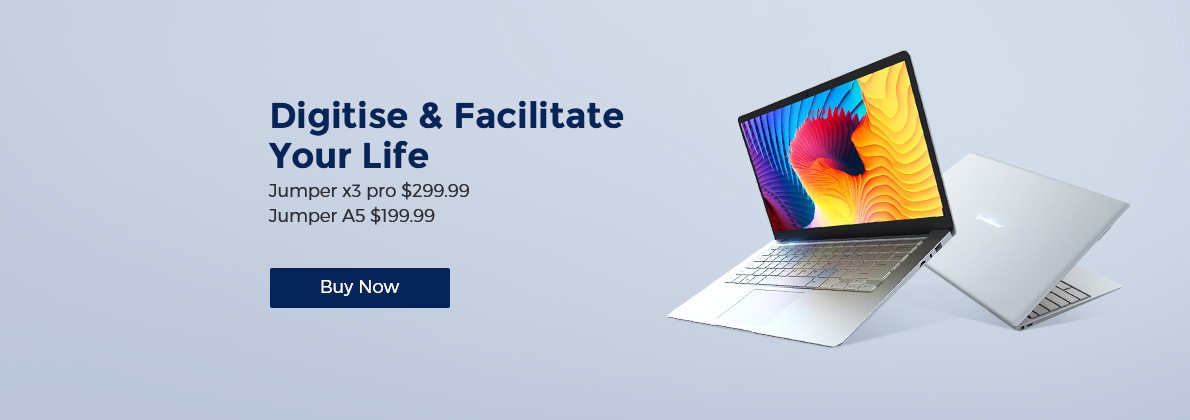 Digitise & Facilitate
Your Life
Jumper x3 pro $299.99
Jumper A5 $199.99
Buy Now